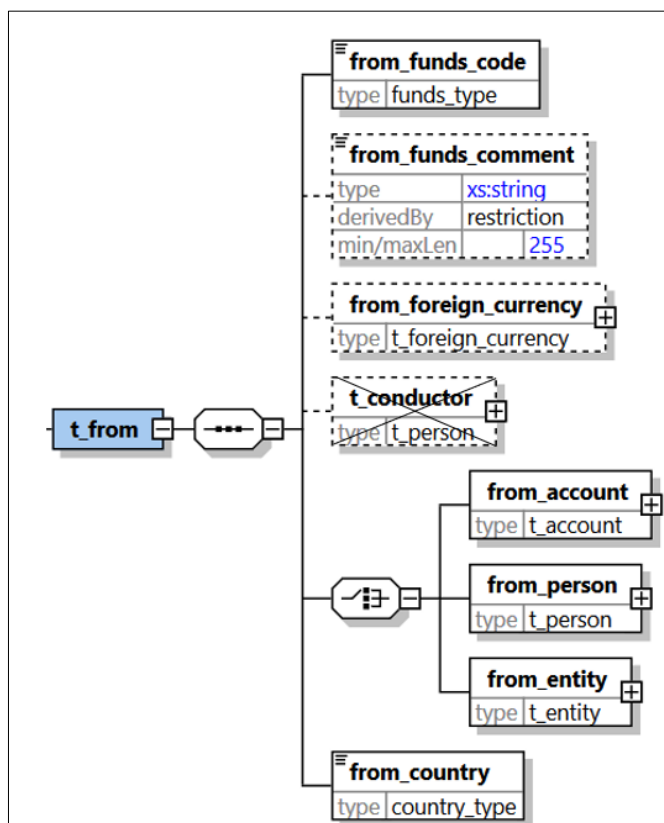 from_funds_code
type funds_type
from_funds_comment
type xs:string
derivedBy restriction
min/maxLen 255
from_foreign_currency
type t_foreign_currency
t_conductor
type t_person
t_from
from_account
type t_account
from_person
type t_person
from_entity
type t_entity
from_country
type country_type